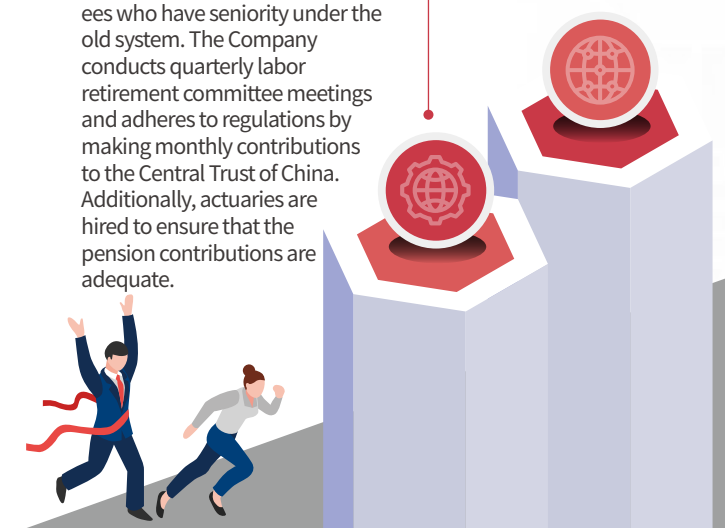 ees who have seniority under the
old system. The Company
conducts quarterly labor
retirement committee meetings
and adheres to regulations by
making monthly contributions
to the Central Trust of China.
Additionally, actuaries are
hired to ensure that the
pension contributions are
adequate.